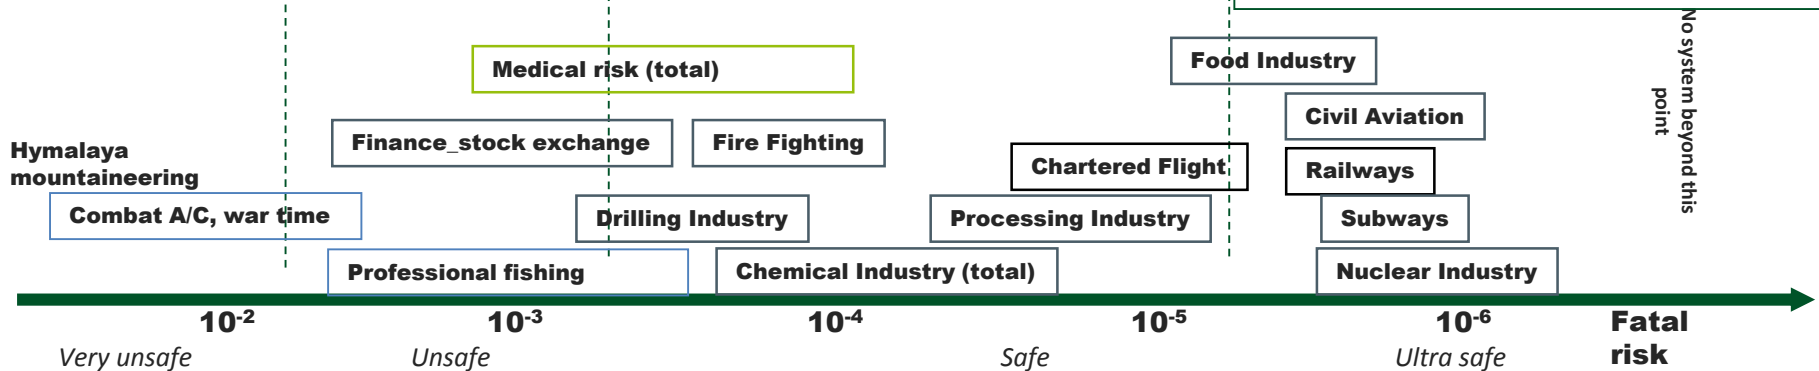 No system beyond this
point
Food Industry
Medical risk (total)
Civil Aviation
Finance_stock exchange
Fire Fighting
Hymalaya
mountaineering
Chartered Flight
Railways
Combat A/C, war time
Drilling Industry
Processing Industry
Subways
Professional fishing
Chemical Industry (total)
Nuclear Industry
10-2
10-3
10-4
10-5
10-6
Fatal
risk
Very unsafe
Unsafe
Safe
Ultra safe